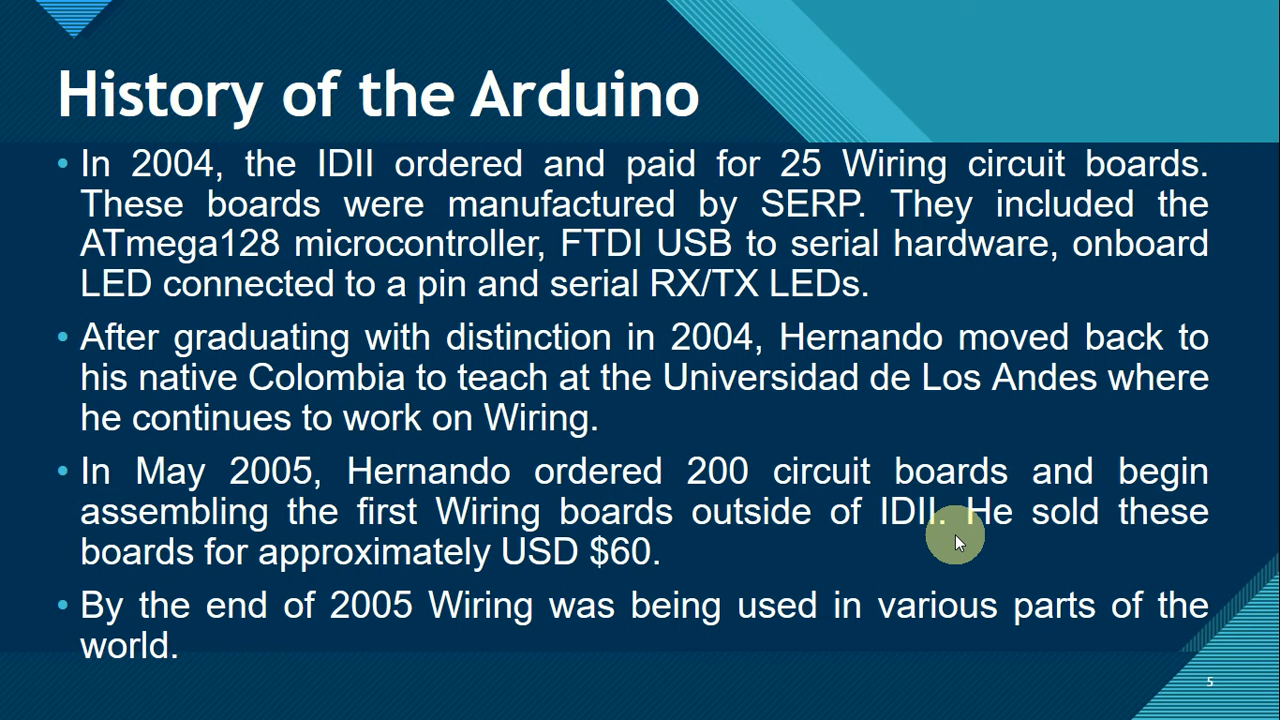 History of the Arduino
• In 2004, the IDII ordered and paid for 25 Wiring circuit boards.
These boards were manufactured by SERP. They included the
ATmega128 microcontroller, FTDI USB to serial hardware, onboard
LED connected to a pin and serial RX/TX LEDs.
• After graduating with distinction in 2004, Hernando moved back to
his native Colombia to teach at the Universidad de Los Andes where
he continues to work on Wiring.
• In May 2005, Hernando ordered 200 circuit boards and begin
assembling the first Wiring boards outside of IDII. He sold these
boards for approximately USD $60.
• By the end of 2005 Wiring was being used in various parts of the
world.
5